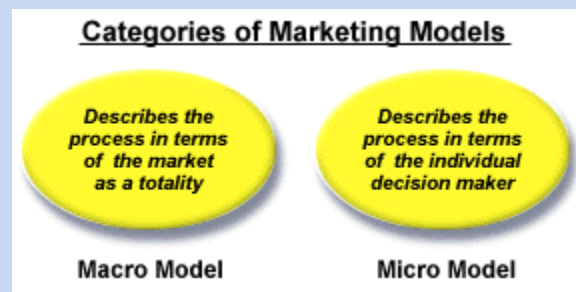 Categories of Marketing Models
Describes the
process in terms
of the market
as a totality
Describes the
process in terms
of the individual
decision maker
Macro Model
Micro Model